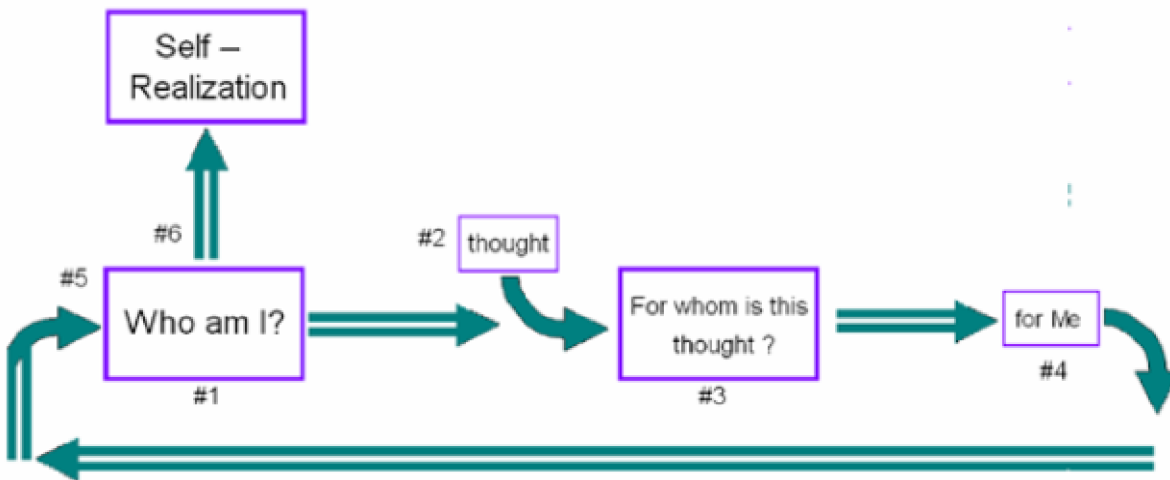 Self –
Realization
#6
#2
thought
#5
Who am I?
#1
For whom is this
thought ?
#3
for Me
#4